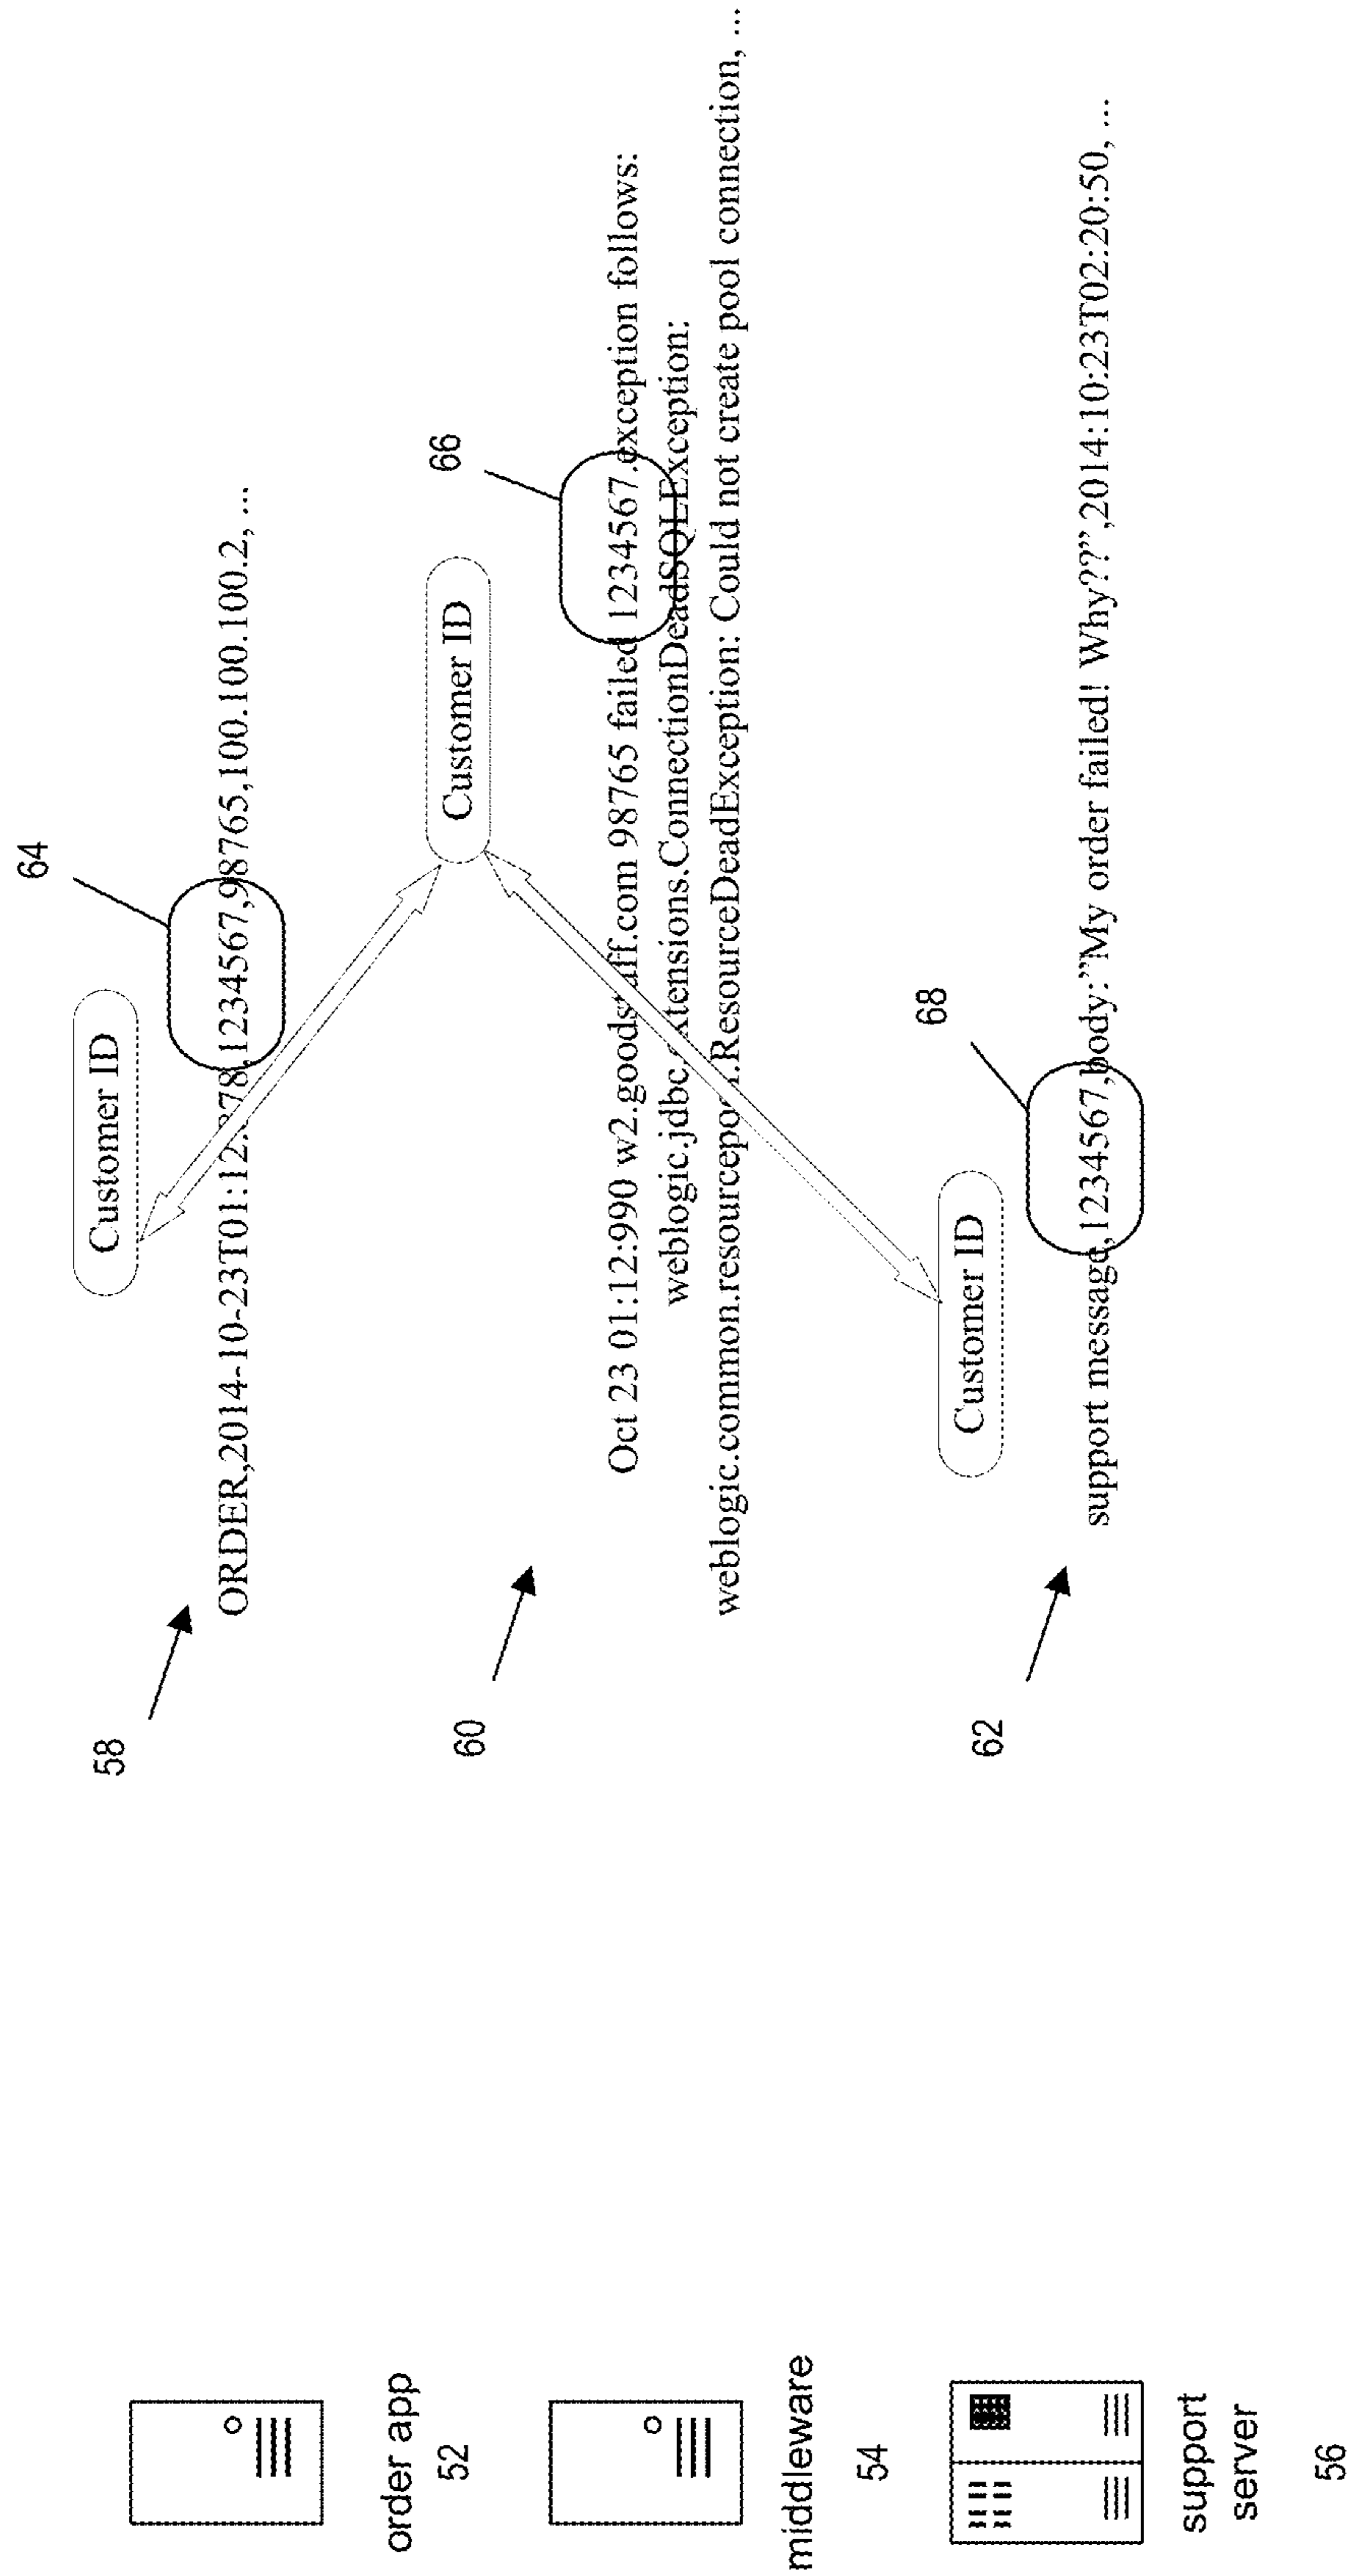 64
Customer ID
58
ORDER,2014-10-23T01:12:878,1234567,98765,100.100.100.2, ...
order app
52
66
Customer ID
60
Oct 23 01:12:990 w2.goodstuff.com 98765 failed 1234567.exception follows:
weblogic.jdbc.extensions.ConnectionDeadSQLException:
weblogic.common.resourcepool.ResourceDeadException: Could not create pool connection, ...
middleware
54
68
Customer ID
62
support message,1234567,body:”My order failed! Why??”,2014:10:23T02:20:50, ...
support
server
56